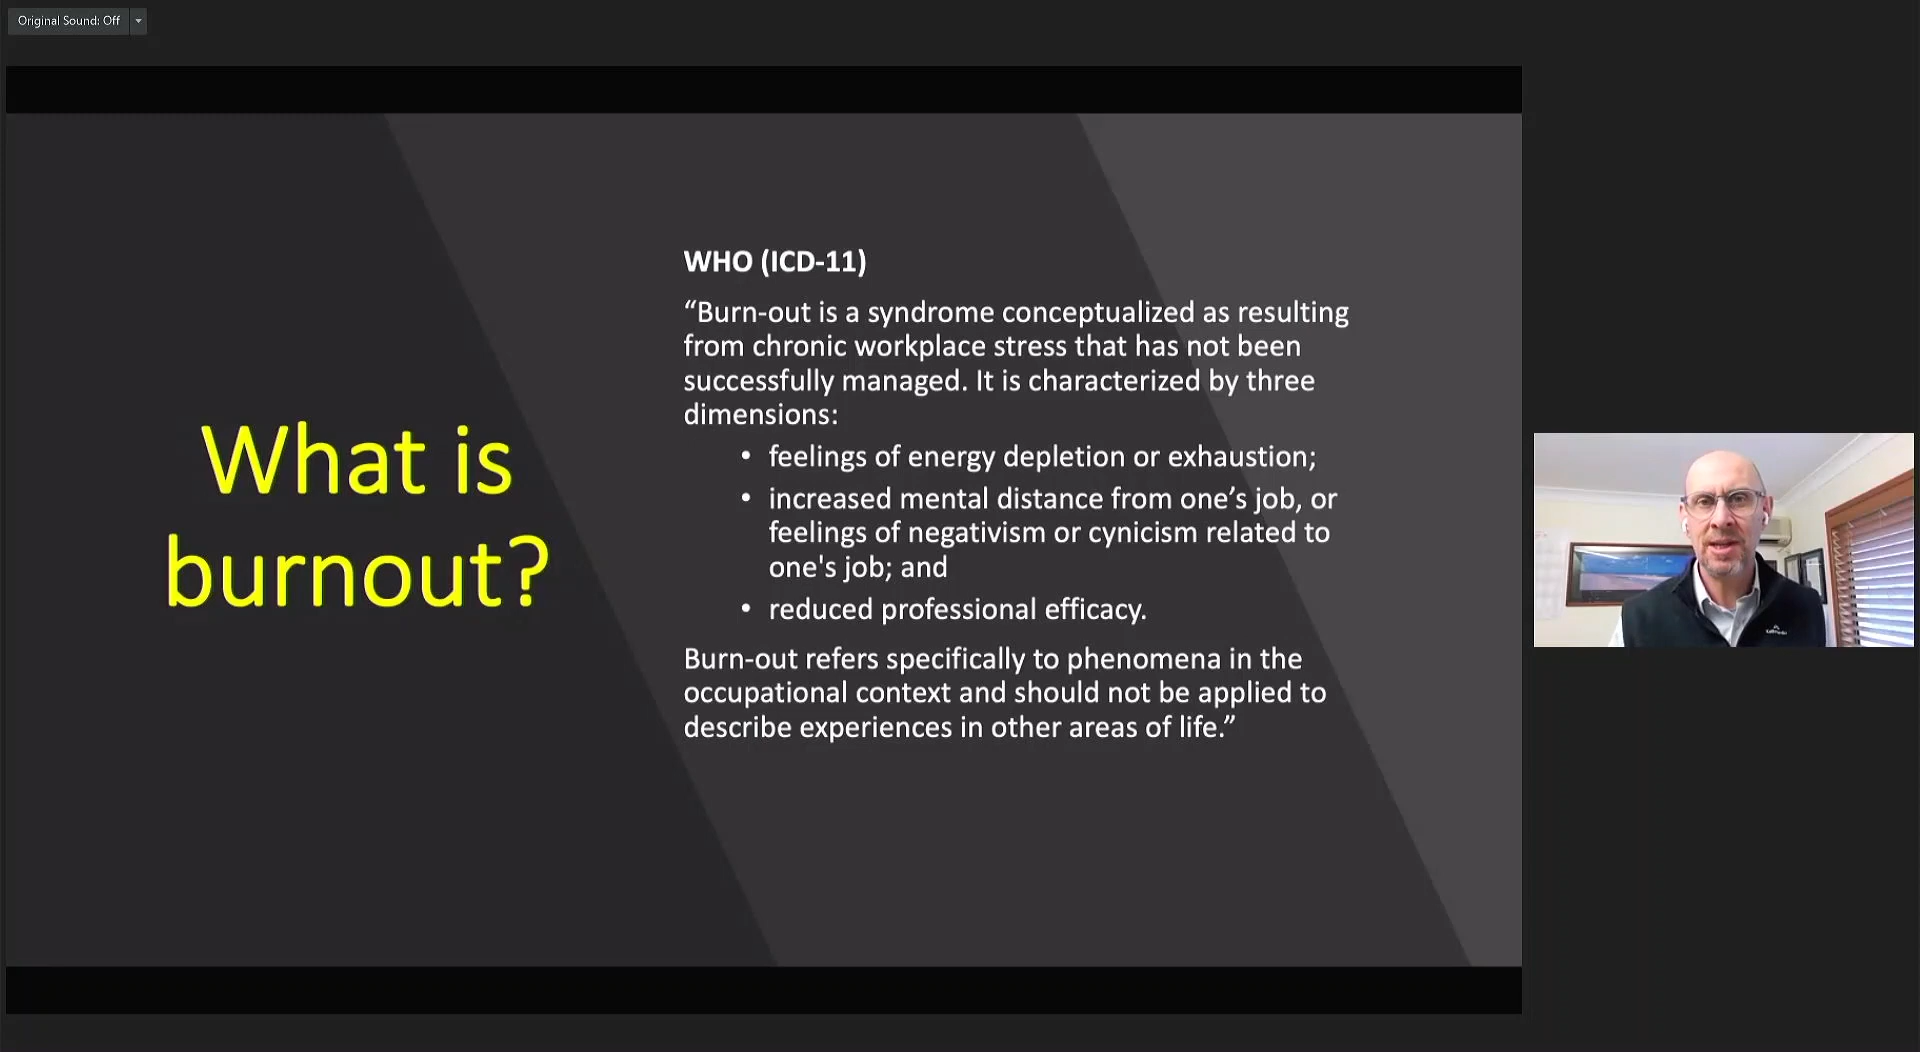 Original Sound: Off
What is
burnout?
WHO (ICD-11)
“Burn-out is a syndrome conceptualized as resulting
from chronic workplace stress that has not been
successfully managed. It is characterized by three
dimensions:
• feelings of energy depletion or exhaustion;
• increased mental distance from one’s job, or
feelings of negativism or cynicism related to
one's job; and
• reduced professional efficacy.
Burn-out refers specifically to phenomena in the
occupational context and should not be applied to
describe experiences in other areas of life.”